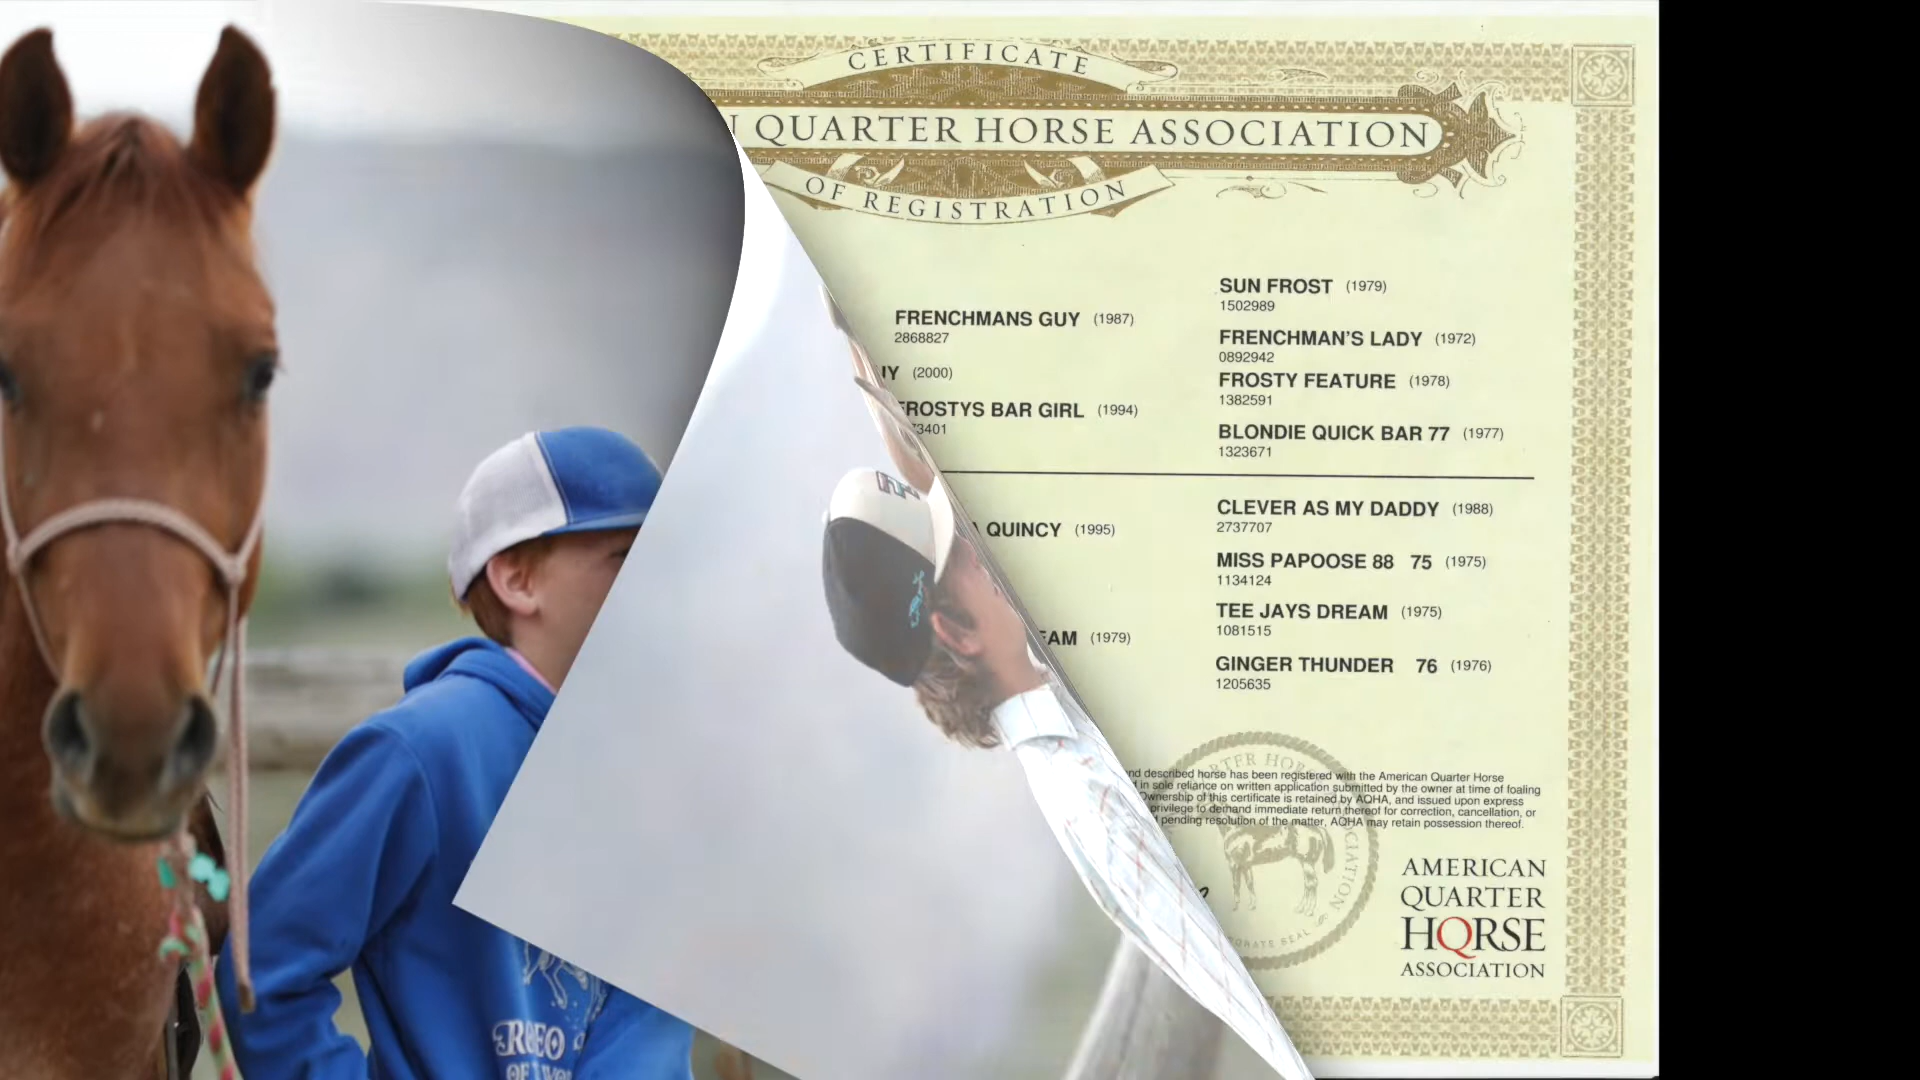 CERTIFICATE
QUARTER HORSE ASSOCIATION
OF REGISTRATION
SUN FROST (1979)
1502989
FRENCHMANS GUY (1987)
2868827
FRENCHMAN'S LADY (1972)
0892942
(2000)
FROSTY FEATURE (1978)
1382591
FROSTYS BAR GIRL (1994)
3401
BLONDIE QUICK BAR 77 (1977)
1323671
CLEVER AS MY DADDY (1988)
2737707
QUINCY (1995)
MISS PAPOOSE 88 75 (1975)
1134124
TEE JAYS DREAM (1975)
1081515
(1979)
GINGER THUNDER 76 (1976)
1205635
described horse has been registered with the American Quarter Horse
in sole reliance on written application submitted by the owner at time of foaling
Ownership of this certificate is retained by AQHA, and issued upon express
privilege to demand immediate return thereof for correction, cancellation, or
pending resolution of the matter, AQHA may retain possession thereof.
AMERICAN
QUARTER
HORSE
ASSOCIATION